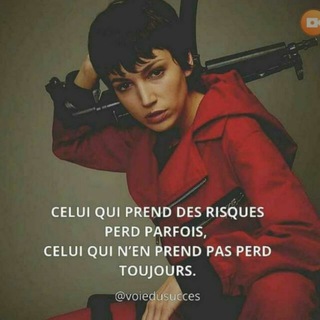 CELUI QUI PREND DES RISQUES
PERD PARFOIS,
CELUI QUI N'EN PREND PAS PERD
TOUJOURS.
@voiedusucces